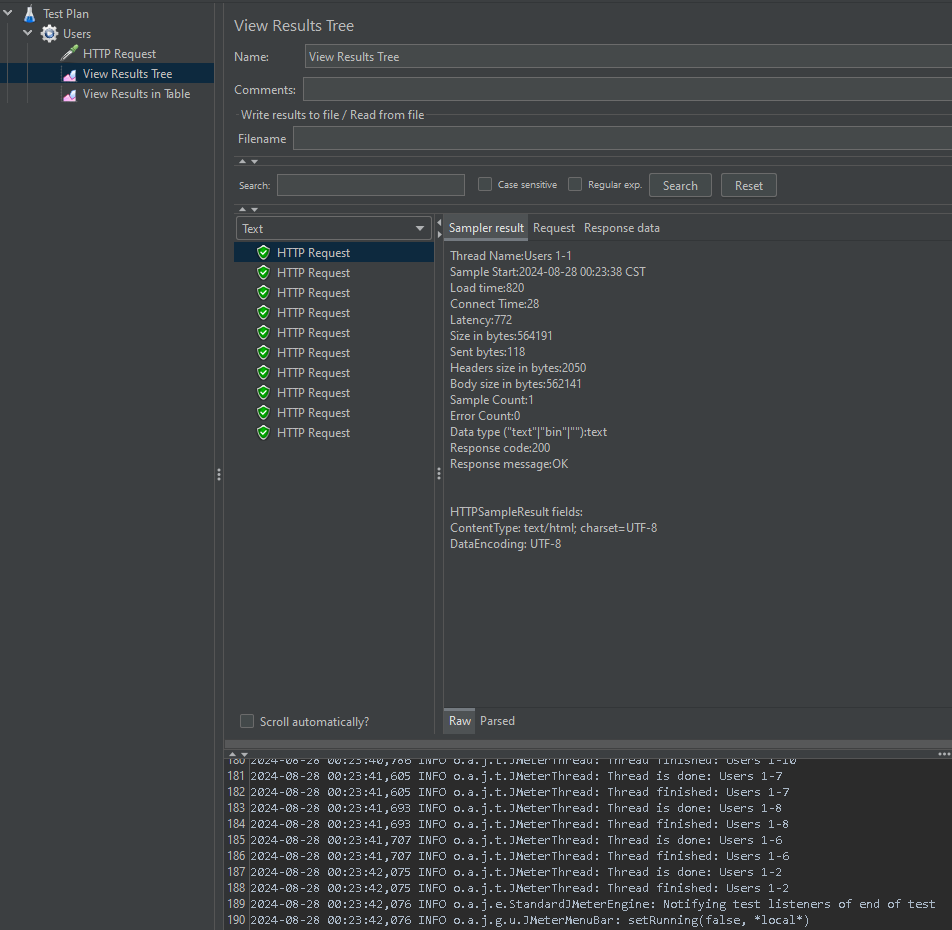 Test Plan
Users
HTTP Request
View Results Tree
View Results in Table
View Results Tree
Name: View Results Tree
Comments:
Write results to file / Read from file
Filename
Search: Case sensitive Regular exp. Search Reset
Text
HTTP Request
HTTP Request
HTTP Request
HTTP Request
HTTP Request
HTTP Request
HTTP Request
HTTP Request
HTTP Request
HTTP Request
Scroll automatically?
Sampler result Request Response data
Thread Name:Users 1-1
Sample Start:2024-08-28 00:23:38 CST
Load time:820
Connect Time:28
Latency:772
Size in bytes:564191
Sent bytes:118
Headers size in bytes:2050
Body size in bytes:562141
Sample Count:1
Error Count:0
Data type ("text"|"bin"|""):text
Response code:200
Response message:OK
HTTPSampleResult fields:
ContentType: text/html; charset=UTF-8
DataEncoding: UTF-8
Raw Parsed
180 2024-08-28 00:23:40,786 INFO o.a.j.t.JMeterThread: Thread finished: Users 1-10
181 2024-08-28 00:23:41,605 INFO o.a.j.t.JMeterThread: Thread is done: Users 1-7
182 2024-08-28 00:23:41,605 INFO o.a.j.t.JMeterThread: Thread finished: Users 1-7
183 2024-08-28 00:23:41,693 INFO o.a.j.t.JMeterThread: Thread is done: Users 1-8
184 2024-08-28 00:23:41,693 INFO o.a.j.t.JMeterThread: Thread finished: Users 1-8
185 2024-08-28 00:23:41,707 INFO o.a.j.t.JMeterThread: Thread is done: Users 1-6
186 2024-08-28 00:23:41,707 INFO o.a.j.t.JMeterThread: Thread finished: Users 1-6
187 2024-08-28 00:23:42,075 INFO o.a.j.t.JMeterThread: Thread is done: Users 1-2
188 2024-08-28 00:23:42,075 INFO o.a.j.t.JMeterThread: Thread finished: Users 1-2
189 2024-08-28 00:23:42,076 INFO o.a.j.e.StandardJMeterEngine: Notifying test listeners of end of test
190 2024-08-28 00:23:42,076 INFO o.a.j.g.u.JMeterMenuBar: setRunning(false, *local*)